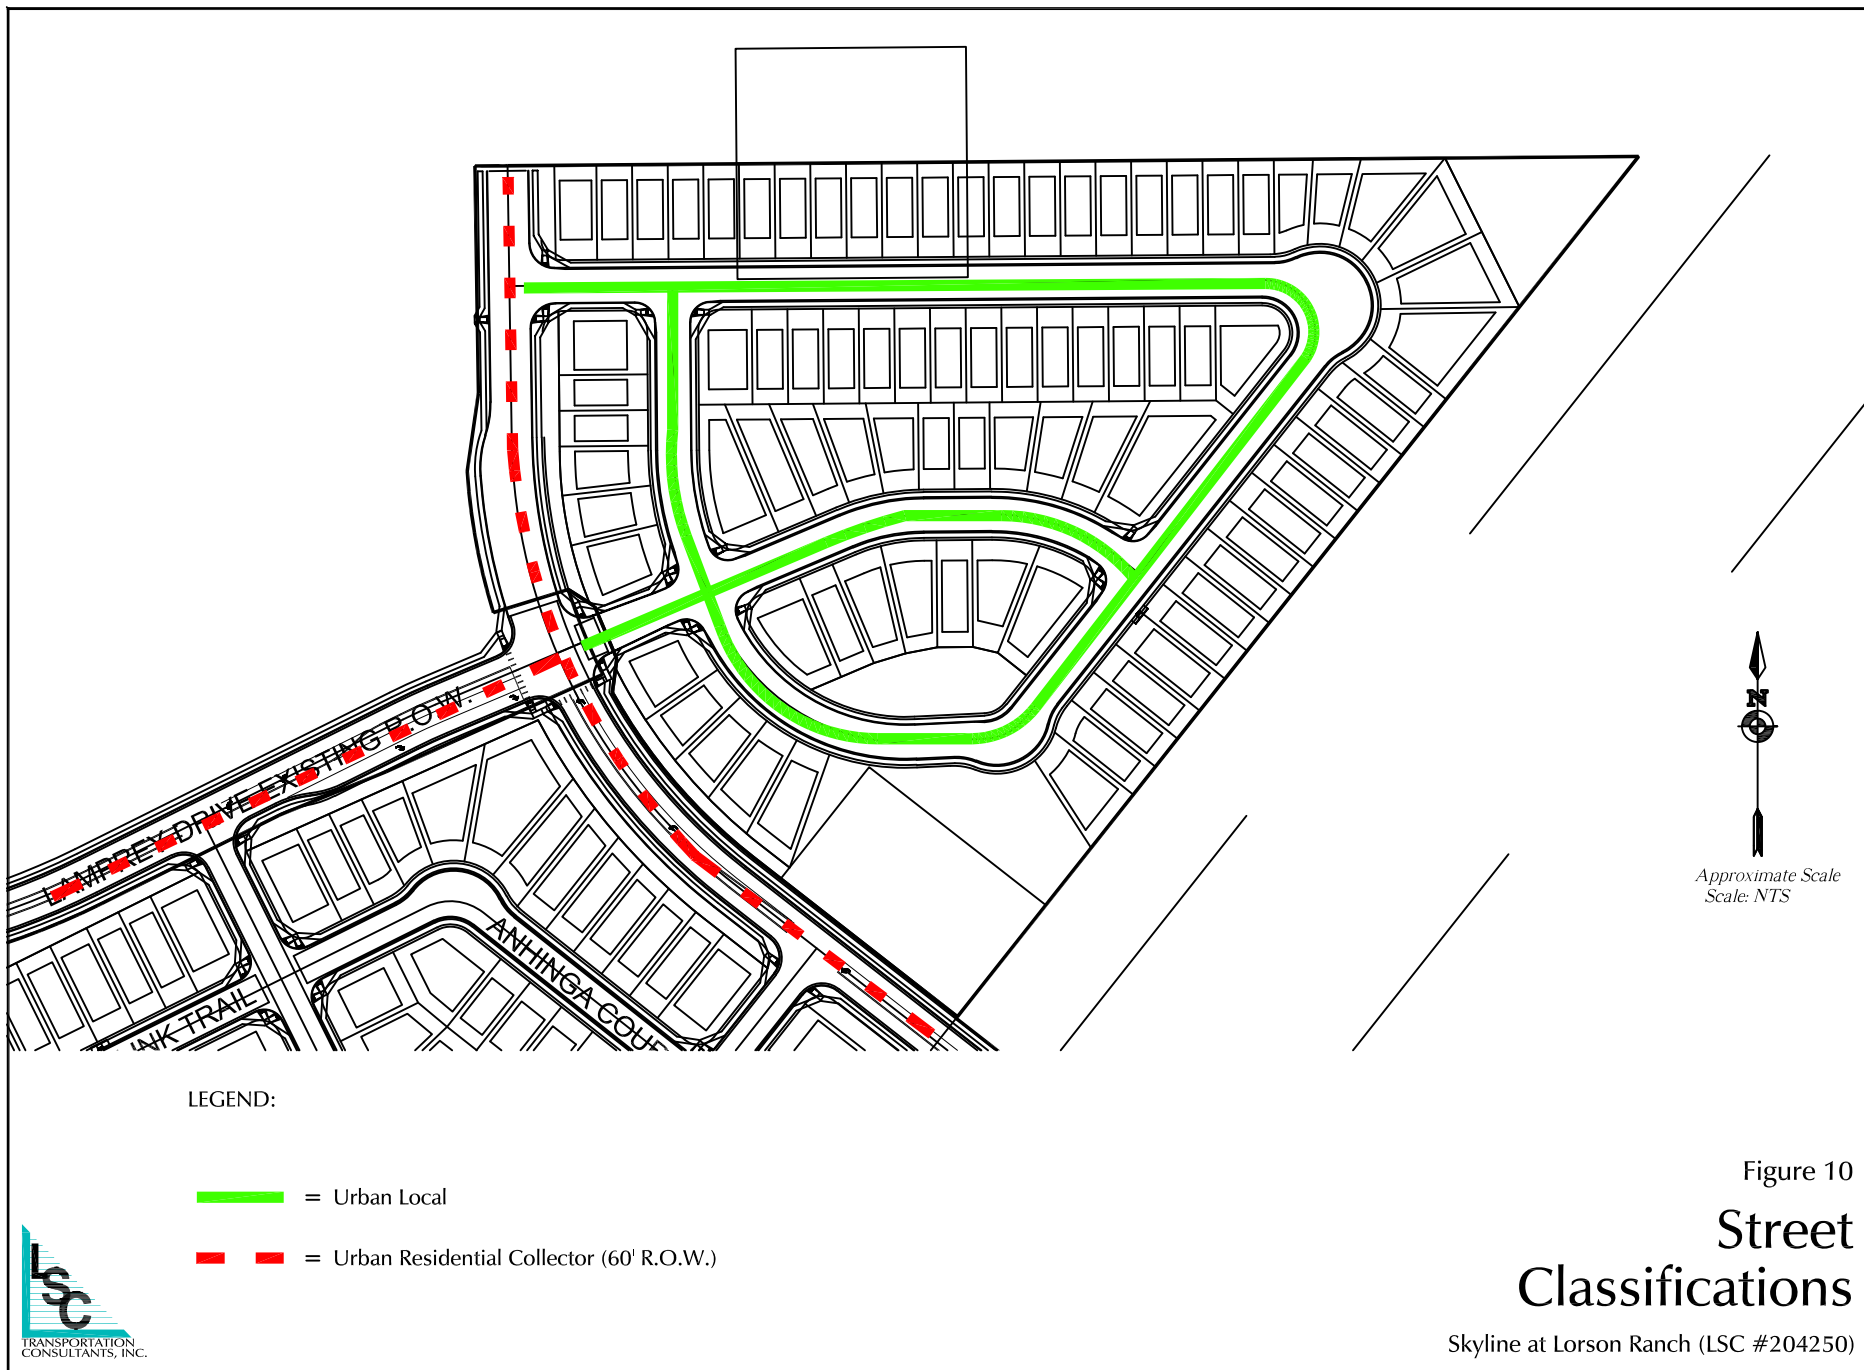 LAMPREY DRIVE EXISTING R.O.W.
ANHINGA COUR
INK TRAIL
N
Approximate Scale
Scale: NTS
LEGEND:
= Urban Local
= Urban Residential Collector (60' R.O.W.)
LSC
TRANSPORTATION
CONSULTANTS, INC.
Figure 10
Street
Classifications
Skyline at Lorson Ranch (LSC #204250)